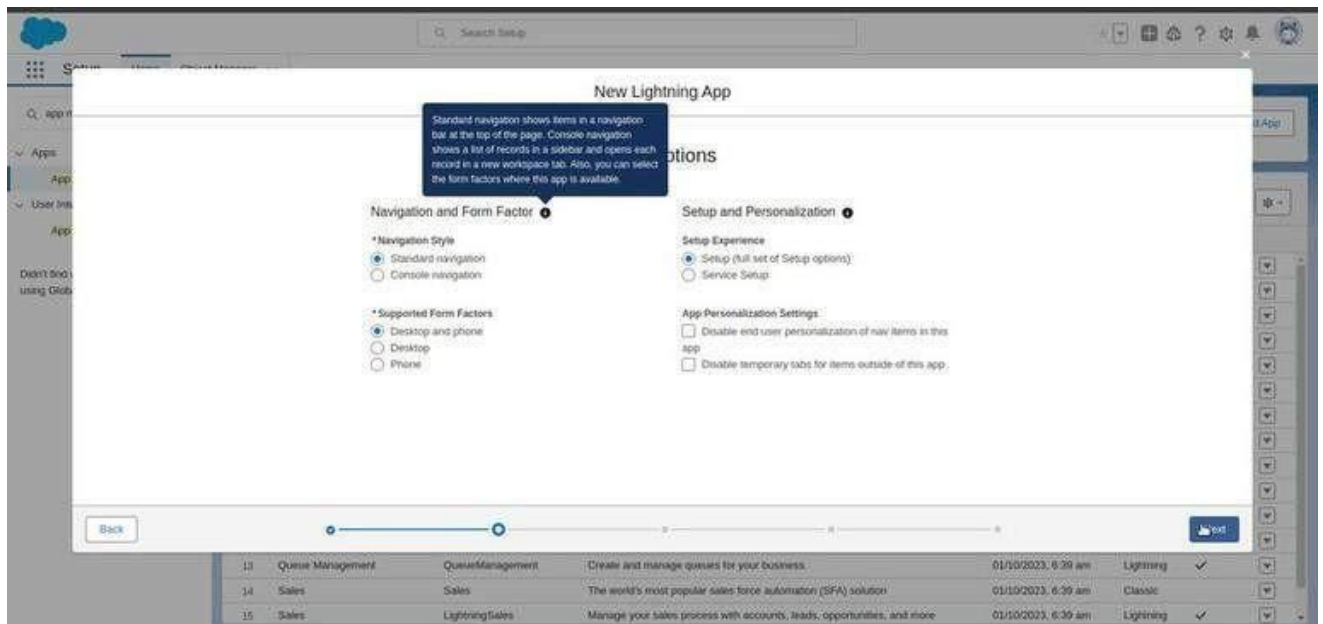 Search Setup
Setup Home Object Manager
New Lightning App
app
App
Standard navigation shows items in a navigation
bar at the top of the page. Console navigation
shows a list of records in a sidebar and opens each
record in a new workspace tab. Also, you can select
the form factors where this app is available.
Apps
App
User
App
Didn't find
using
Navigation and Form Factor
Setup and Personalization
* Navigation Style
Standard navigation
Console navigation
Setup Experience
Setup (full set of Setup options)
Service Setup
* Supported Form Factors
Desktop and phone
Desktop
Phone
App Personalization Settings
Disable end user personalization of nav items in this
app
Disable temporary tabs for items outside of this app
Back
Next
13 Queue Management QueueManagement Create and manage queues for your business. 01/10/2023, 6:39 am Lightning
14 Sales Sales The world's most popular sales force automation (SFA) solution 01/10/2023, 6:39 am Classic
15 Sales LightningSales Manage your sales process with accounts, leads, opportunities, and more 01/10/2023, 6:39 am Lightning